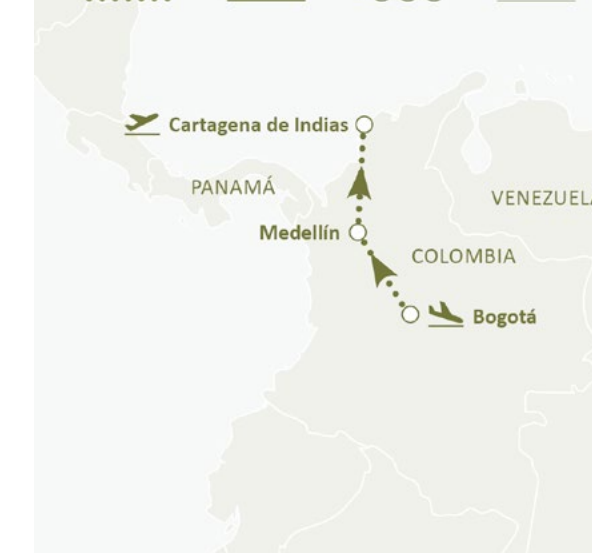 Cartagena de Indias
PANAMÁ
VENEZUELA
Medellín
COLOMBIA
Bogotá